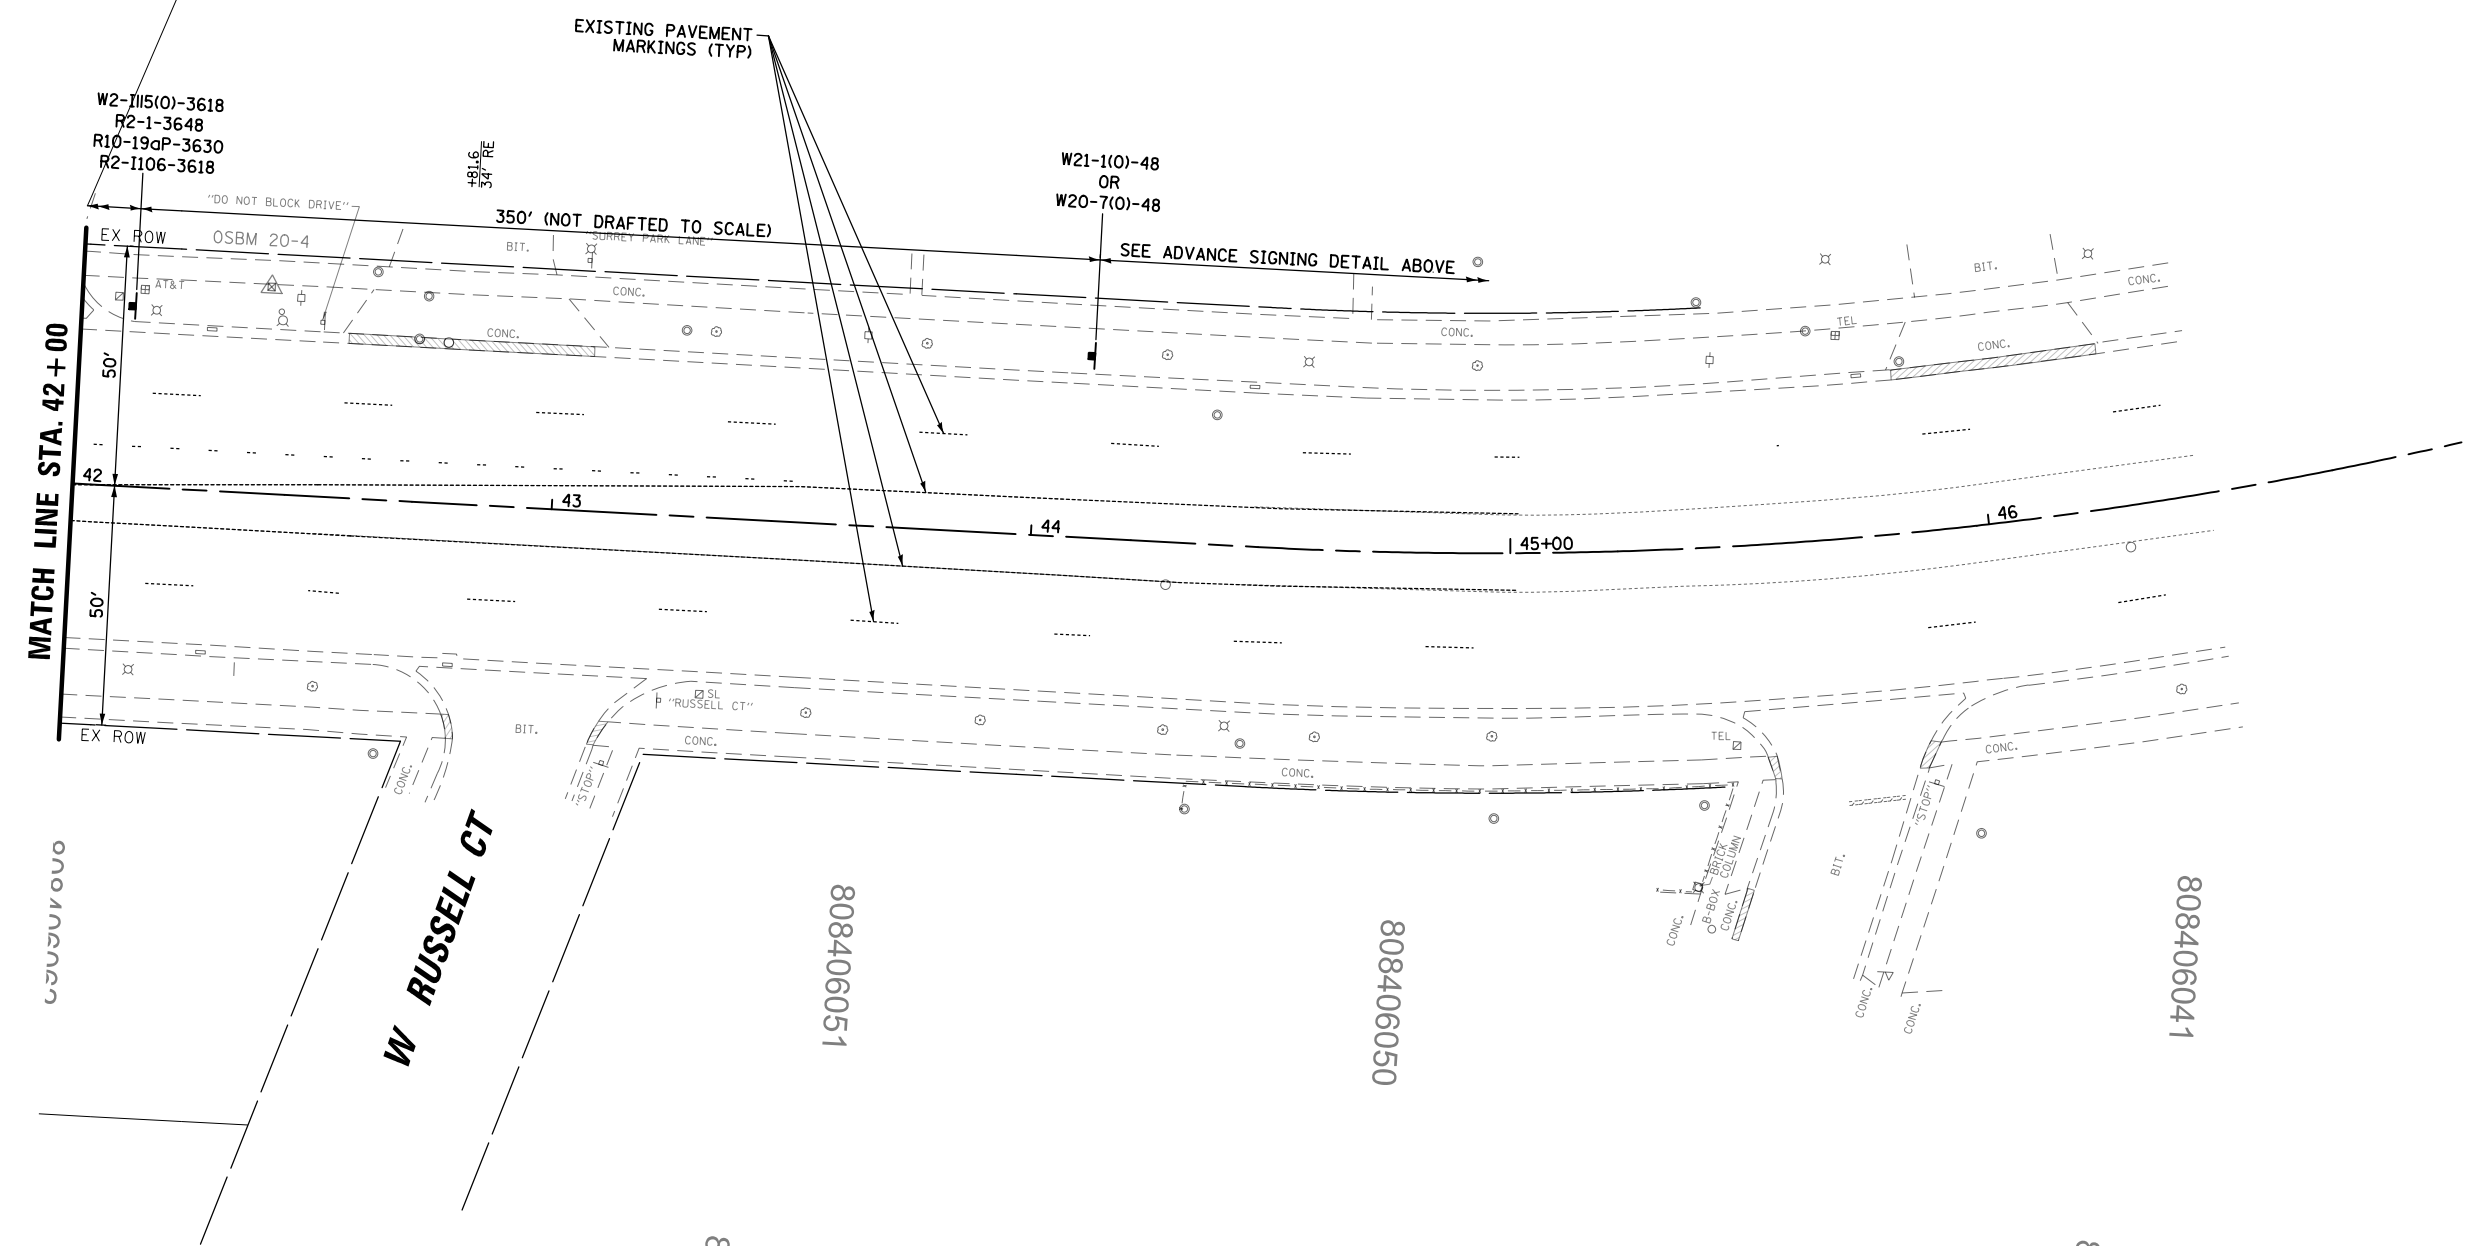 EXISTING PAVEMENT
MARKINGS (TYP)
W2-I115(O)-3618
R2-1-3648
R10-19aP-3630
R2-I106-3618
+81.6
34' RE
W21-1(O)-48
OR
W20-7(O)-48
"DO NOT BLOCK DRIVE"
350' (NOT DRAFTED TO SCALE)
SEE ADVANCE SIGNING DETAIL ABOVE
EX ROW
OSBM 20-4
BIT.
"SURREY PARK LANE"
AT&T
CONC.
CONC.
CONC.
TEL
BIT.
CONC.
CONC.
MATCH LINE STA. 42+00
50'
50'
42
43
44
45+00
46
EX ROW
BIT.
SL
"RUSSELL CT"
CONC.
CONC.
"STOP"
CONC.
TEL
CONC.
"STOP"
BIT.
BRICK
COLUMN
B-BOX
CONC.
CONC.
CONC.
CONC.
W RUSSELL CT
808406051
808406050
808406041